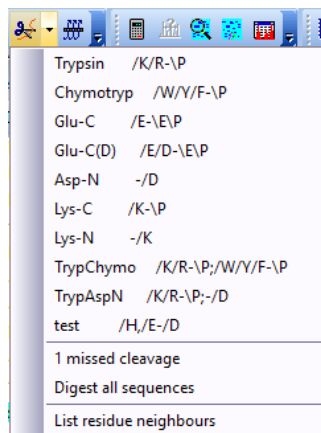 Trypsin /K/R-\P
Chymotryp /W/Y/F-\P
Glu-C /E-\E\P
Glu-C(D) /E/D-\E\P
Asp-N -/D
Lys-C /K-\P
Lys-N -/K
TrypChymo /K/R-\P;/W/Y/F-\P
TrypAspN /K/R-\P;-/D
test /H,/E-/D
1 missed cleavage
Digest all sequences
List residue neighbours